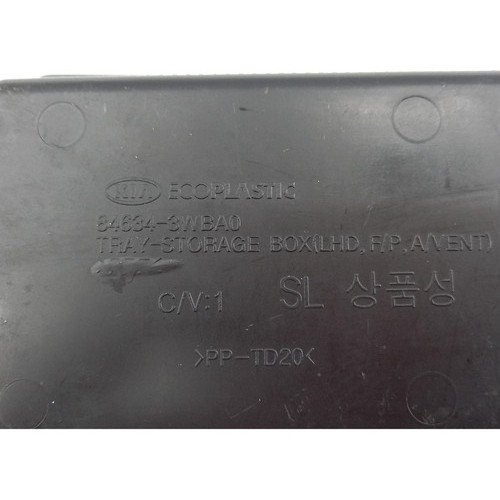 KIA ECOPLASTIC
84634-3WBA0
TRAY-STORAGE BOX(LHD, F/P, A/VENT)
C/V:1 SL 상품성
>PP-TD20<